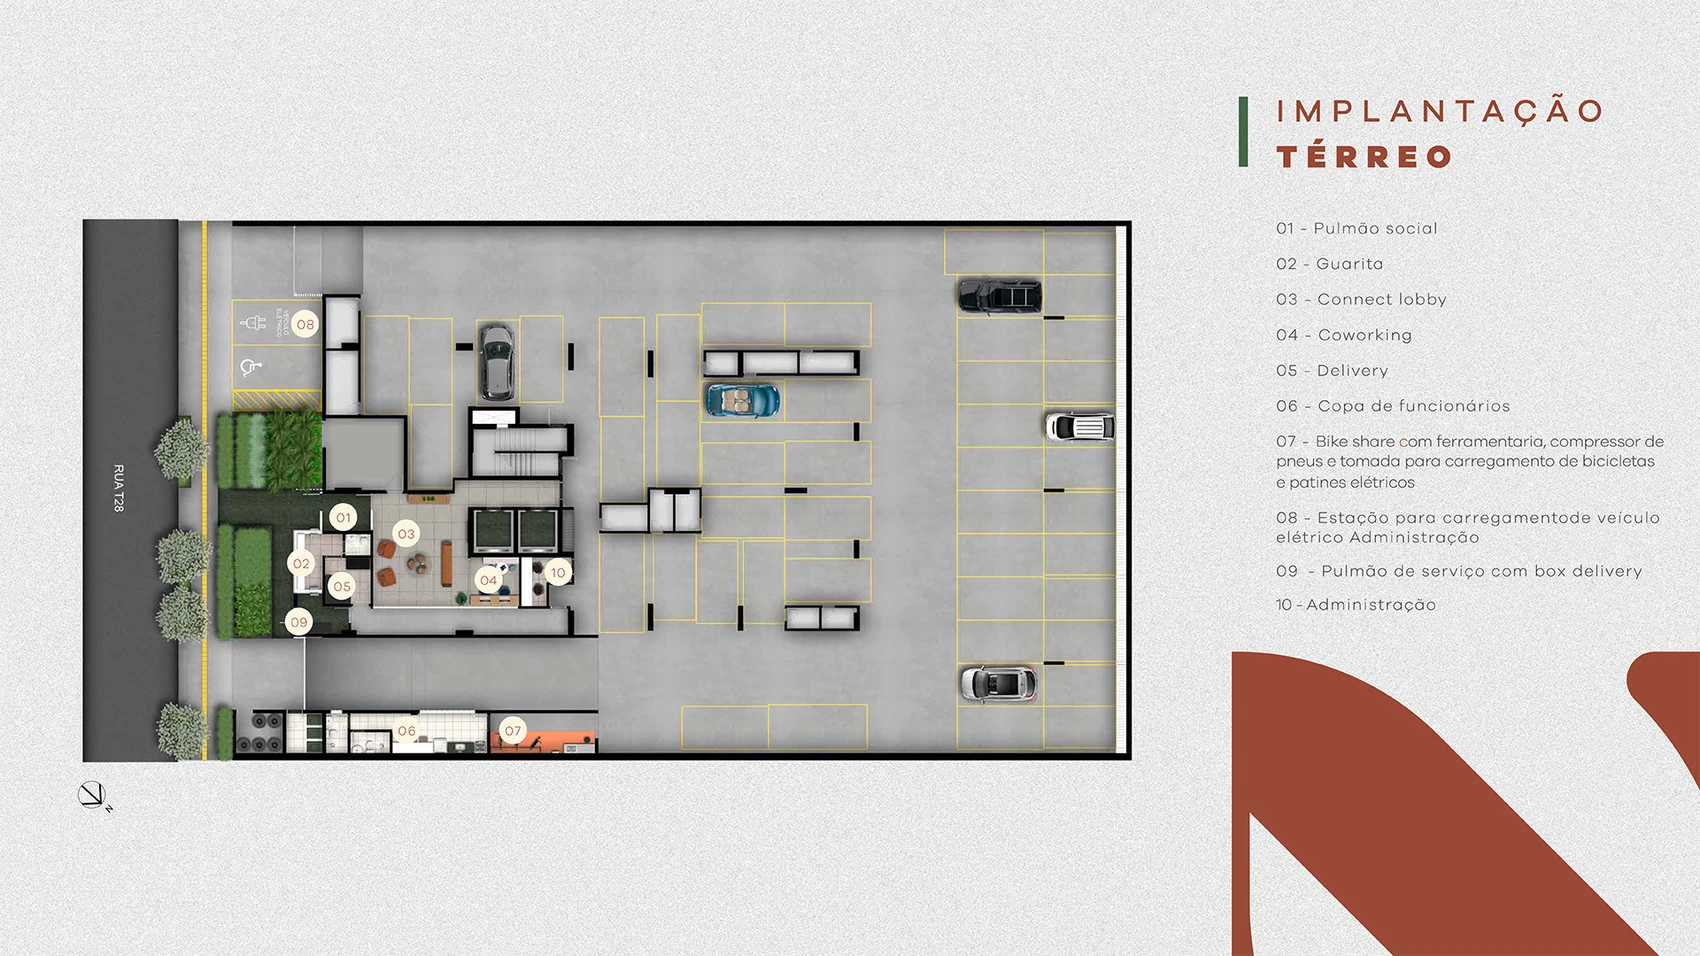 IMPLANTAÇÃO
TÉRREO
01 - Pulmão social
02 - Guarita
03 - Connect lobby
04 - Coworking
05 - Delivery
06 - Copa de funcionários
07 - Bike share com ferramentaria, compressor de
pneus e tomada para carregamento de bicicletas
e patines elétricos
08 - Estação para carregamentode veículo
elétrico Administração
09 - Pulmão de serviço com box delivery
10 - Administração
RUA T28
VEÍCULO
ELÉTRICO
08
01
03
02
05
04
10
09
06
07
N